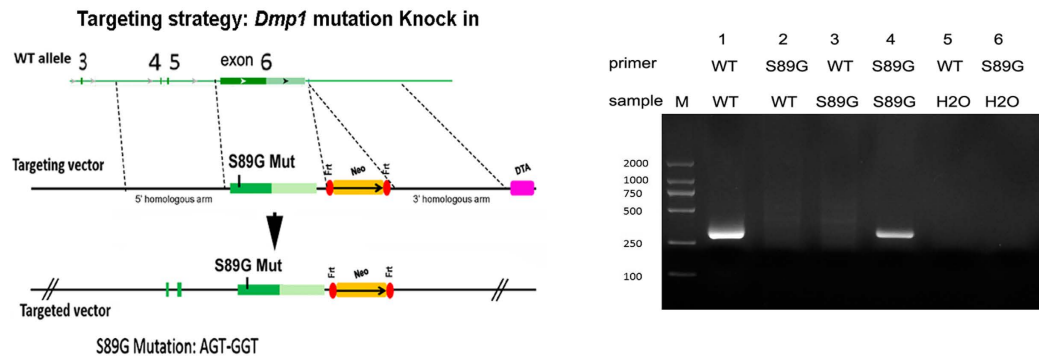 Targeting strategy: Dmp1 mutation Knock in
WT allele
3
4
5
exon 6
Targeting vector
S89G Mut
Frt
Neo
Frt
DTA
5' homologous arm
3' homologous arm
S89G Mut
Frt
Neo
Frt
Targeted vector
S89G Mutation: AGT-GGT
1 2 3 4 5 6
primer WT S89G WT S89G WT S89G
sample M WT WT S89G S89G H2O H2O
2000
1000
750
500
250
100